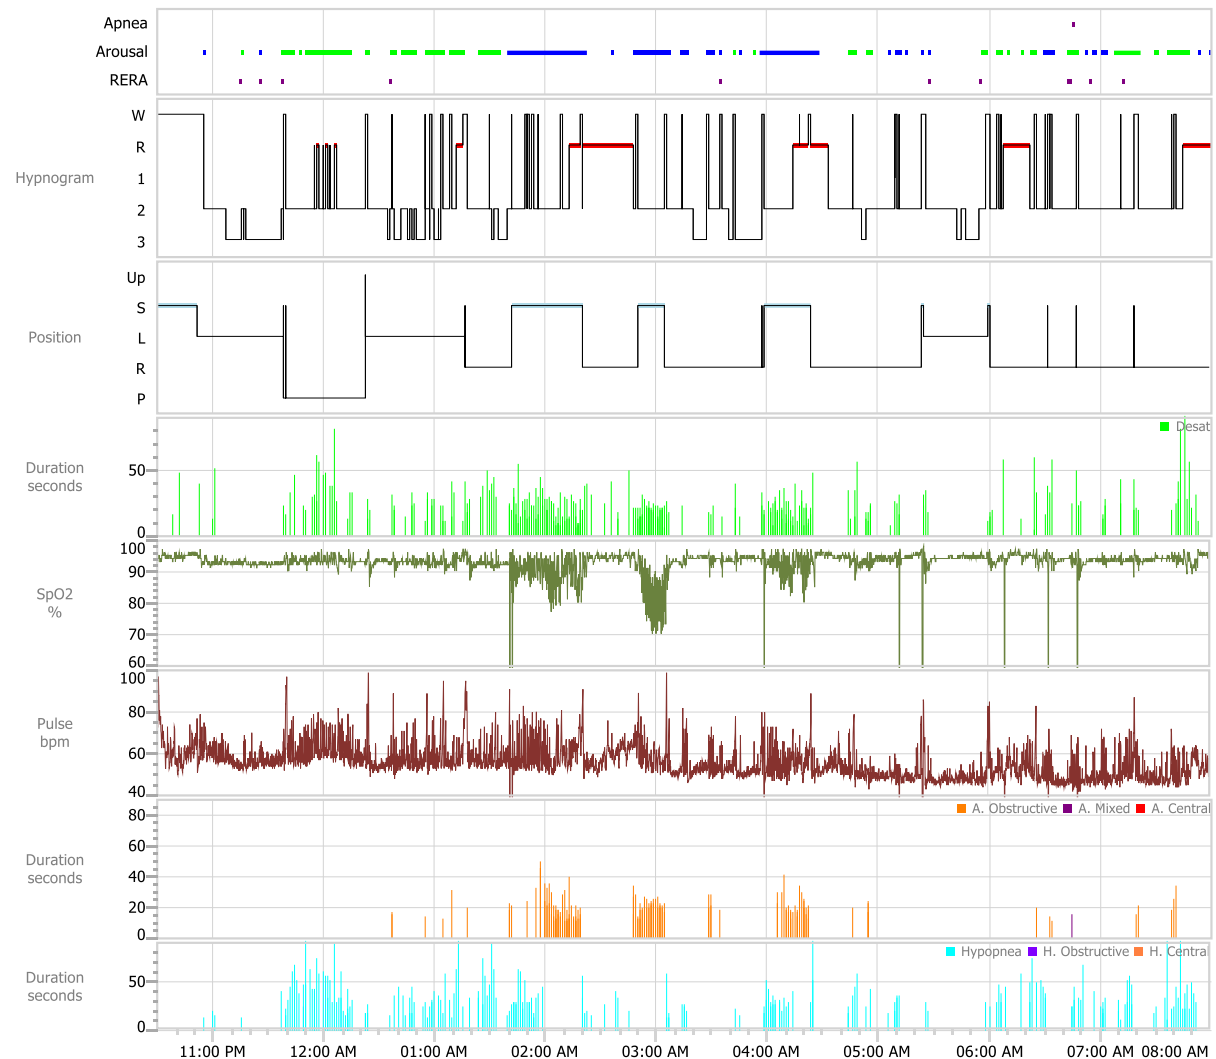 Apnea
Arousal
RERA
Hypnogram
W
R
1
2
3
Position
Up
S
L
R
P
Duration
seconds
50
0
Desat
SpO2
%
100
90
80
70
60
Pulse
bpm
100
80
60
40
Duration
seconds
80
60
40
20
0
A. Obstructive A. Mixed A. Central
Duration
seconds
50
0
Hypopnea H. Obstructive H. Central
11:00 PM 12:00 AM 01:00 AM 02:00 AM 03:00 AM 04:00 AM 05:00 AM 06:00 AM 07:00 AM 08:00 AM